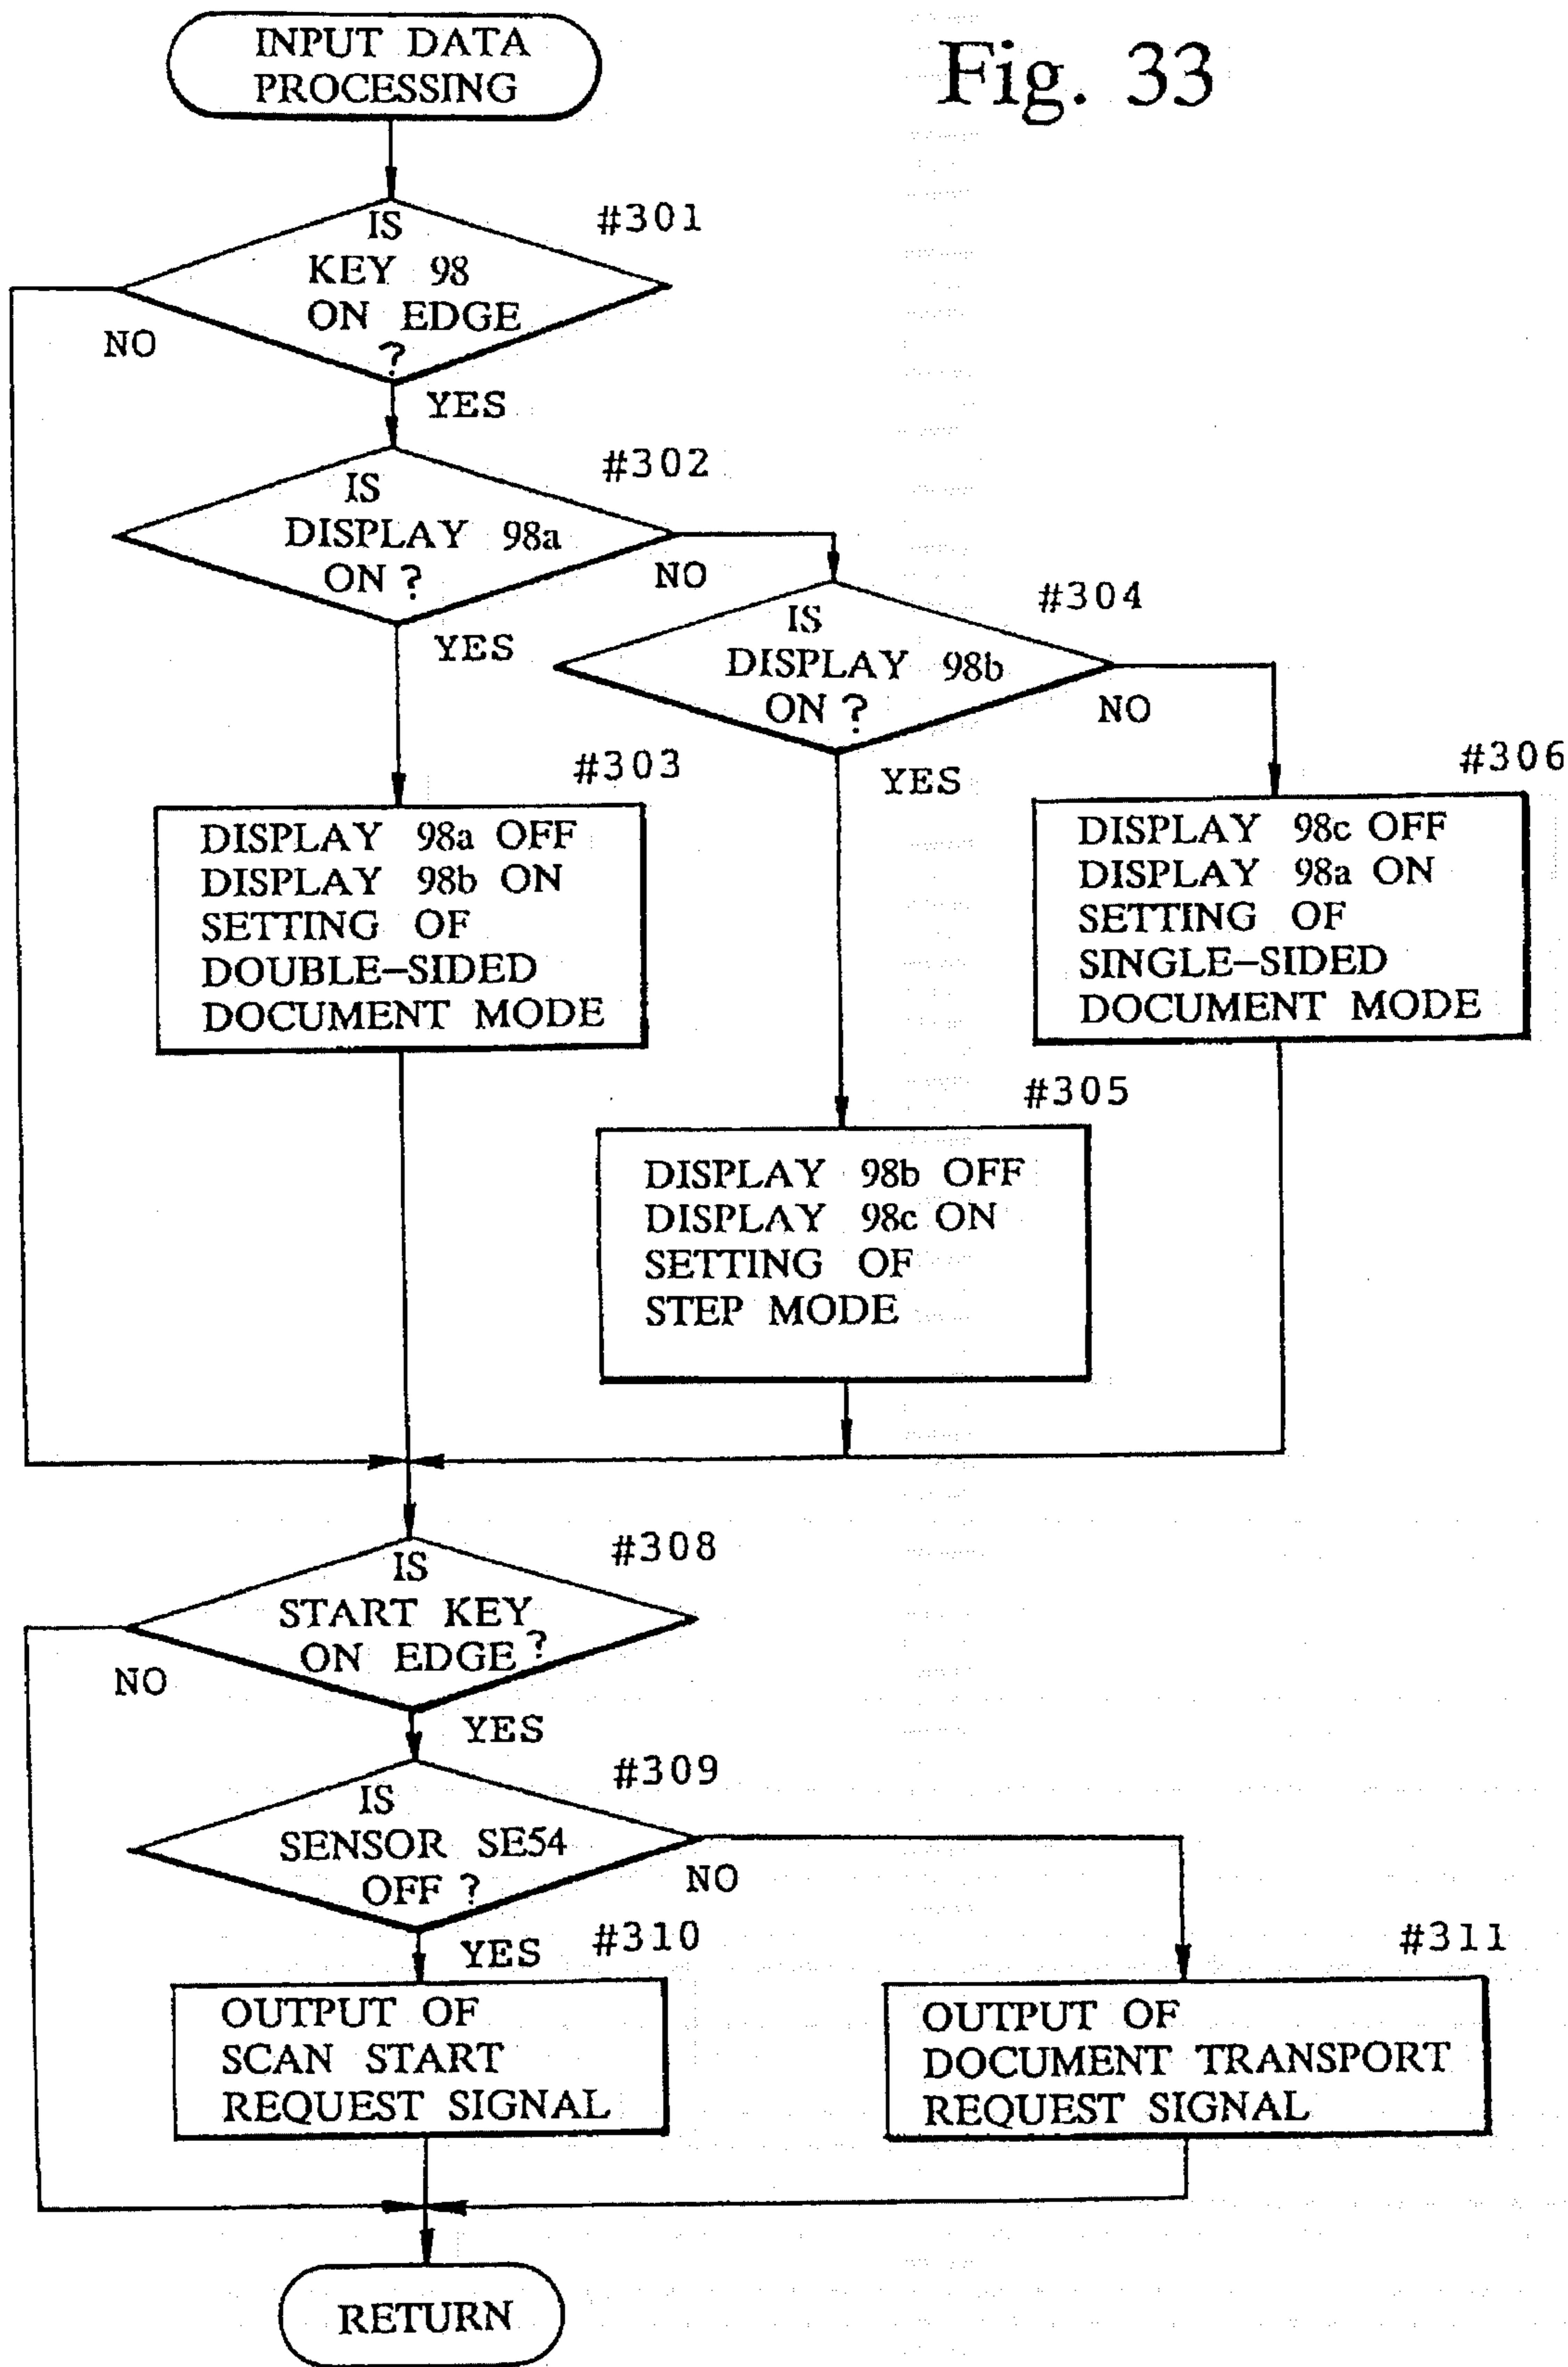 Fig. 33
INPUT DATA
PROCESSING
#301
IS
KEY 98
ON EDGE
?
NO
YES
#302
IS
DISPLAY 98a
ON ?
NO
YES
#304
IS
DISPLAY 98b
ON ?
NO
YES
#303
DISPLAY 98a OFF
DISPLAY 98b ON
SETTING OF
DOUBLE-SIDED
DOCUMENT MODE
#306
DISPLAY 98c OFF
DISPLAY 98a ON
SETTING OF
SINGLE-SIDED
DOCUMENT MODE
#305
DISPLAY 98b OFF
DISPLAY 98c ON
SETTING OF
STEP MODE
#308
IS
START KEY
ON EDGE ?
NO
YES
#309
IS
SENSOR SE54
OFF ?
NO
YES
#310
OUTPUT OF
SCAN START
REQUEST SIGNAL
#311
OUTPUT OF
DOCUMENT TRANSPORT
REQUEST SIGNAL
RETURN